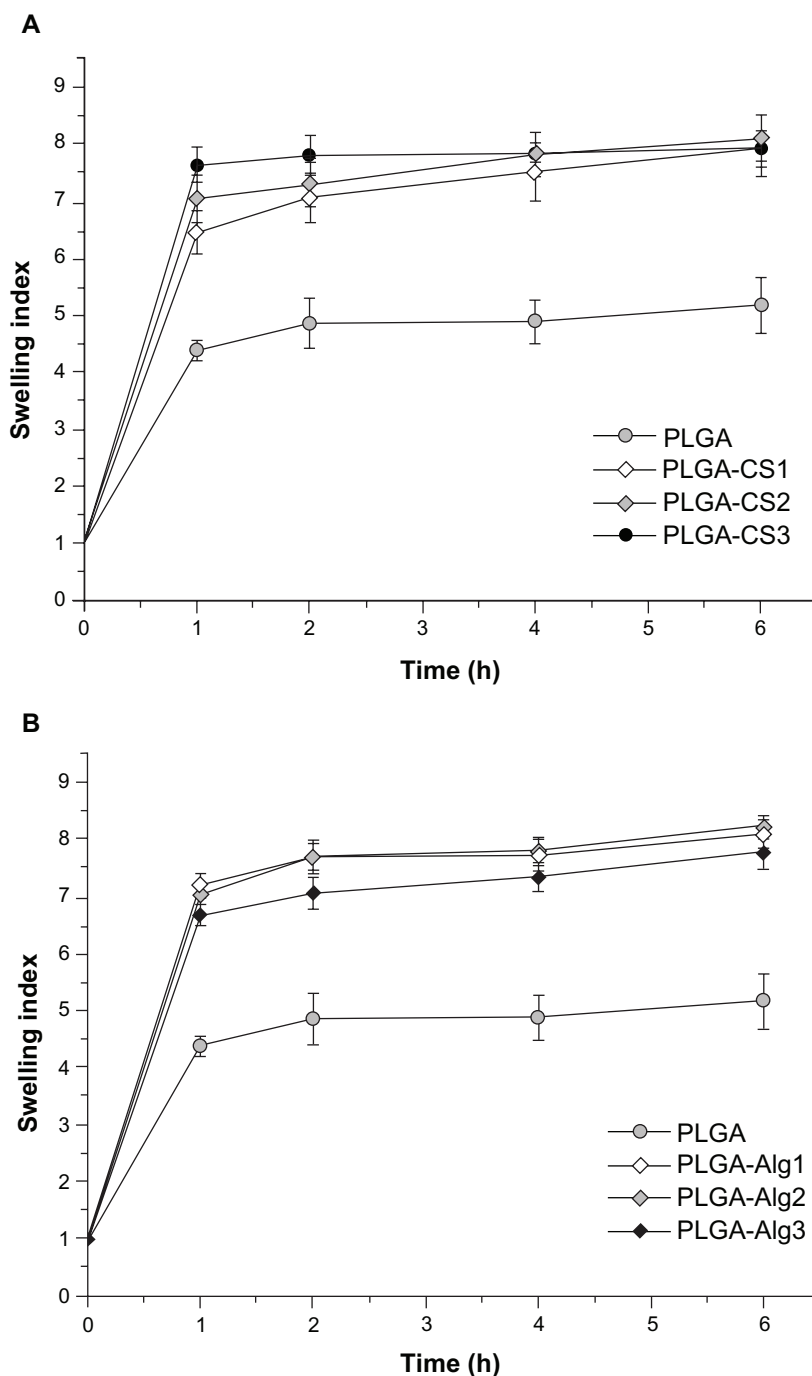 A
9
8
7
6
5
4
3
2
1
0
Swelling index
0 1 2 3 4 5 6
Time (h)
PLGA
PLGA-CS1
PLGA-CS2
PLGA-CS3
B
9
8
7
6
5
4
3
2
1
0
Swelling index
0 1 2 3 4 5 6
Time (h)
PLGA
PLGA-Alg1
PLGA-Alg2
PLGA-Alg3